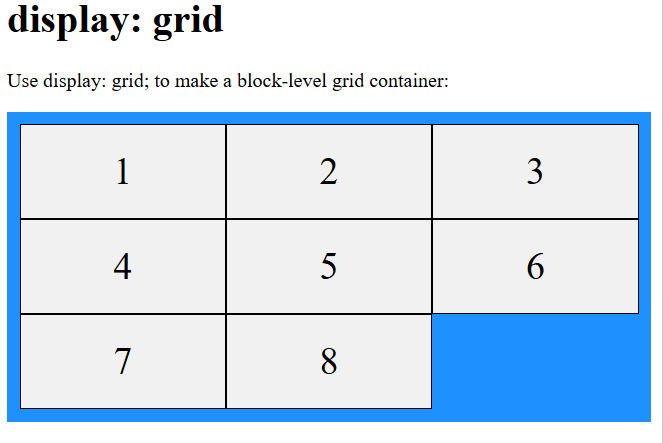 display: grid
Use display: grid; to make a block-level grid container:
1 2 3
4 5 6
7 8